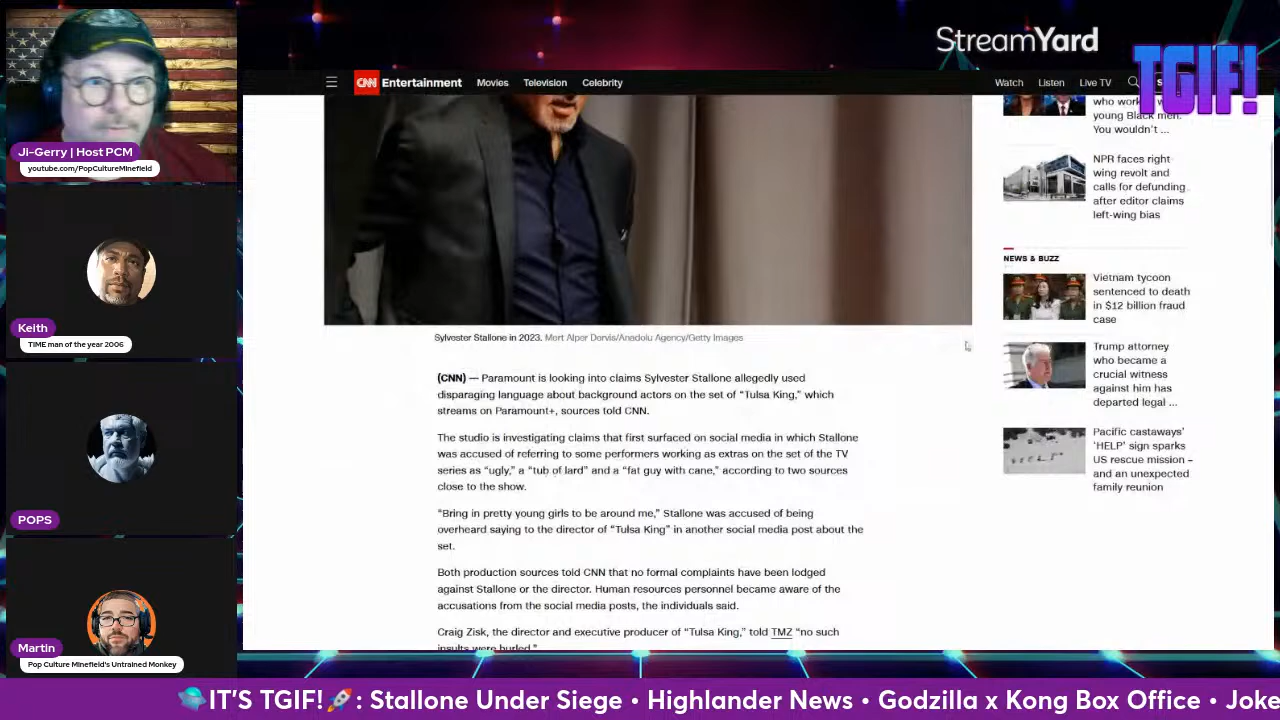 StreamYard
TGIF!
CNN Entertainment Movies Television Celebrity
Watch Listen Live TV
Ji-Gerry | Host PCM
youtube.com/PopCultureMinefield
Keith
TIME man of the year 2006
POPS
Martin
Pop Culture Minefield's Untrained Monkey
Sylvester Stallone in 2023. Mert Alper Dervis/Anadolu Agency/Getty Images
(CNN) — Paramount is looking into claims Sylvester Stallone allegedly used
disparaging language about background actors on the set of "Tulsa King," which
streams on Paramount+, sources told CNN.
The studio is investigating claims that first surfaced on social media in which Stallone
was accused of referring to some performers working as extras on the set of the TV
series as "ugly," a "tub of lard" and a "fat guy with cane," according to two sources
close to the show.
"Bring in pretty young girls to be around me," Stallone was accused of being
overheard saying to the director of "Tulsa King" in another social media post about the
set.
Both production sources told CNN that no formal complaints have been lodged
against Stallone or the director. Human resources personnel became aware of the
accusations from the social media posts, the individuals said.
Craig Zisk, the director and executive producer of "Tulsa King," told TMZ "no such
insults were hurled."
young Black men.
You wouldn't ...
NPR faces right-
wing revolt and
calls for defunding
after editor claims
left-wing bias
NEWS & BUZZ
Vietnam tycoon
sentenced to death
in $12 billion fraud
case
Trump attorney
who became a
crucial witness
against him has
departed legal ...
Pacific castaways'
'HELP' sign sparks
US rescue mission –
and an unexpected
family reunion
IT'S TGIF! : Stallone Under Siege • Highlander News • Godzilla x Kong Box Office • Joke